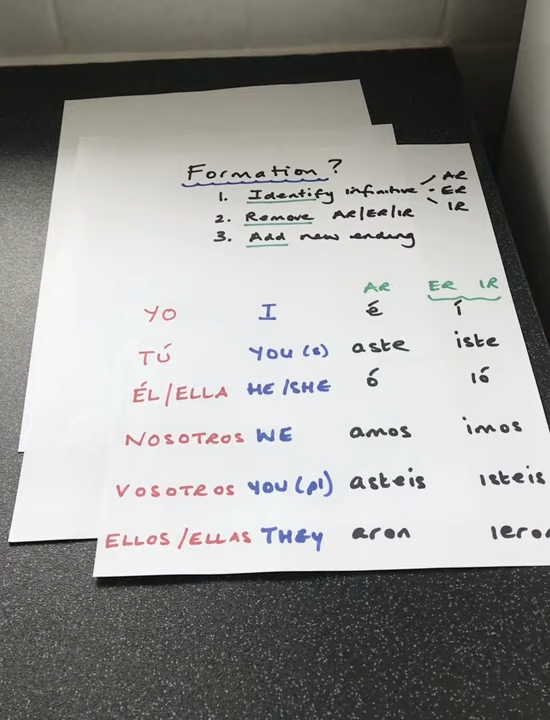 Formation?
1. Identify infinitive - AR
- ER
- IR
2. Remove AR/ER/IR
3. Add new ending
AR ER IR
YO I é í
TÚ YOU (s) aste iste
ÉL/ELLA HE/SHE ó ió
NOSOTROS WE amos imos
VOSOTROS YOU (pl) asteis isteis
ELLOS/ELLAS THEY aron ieron